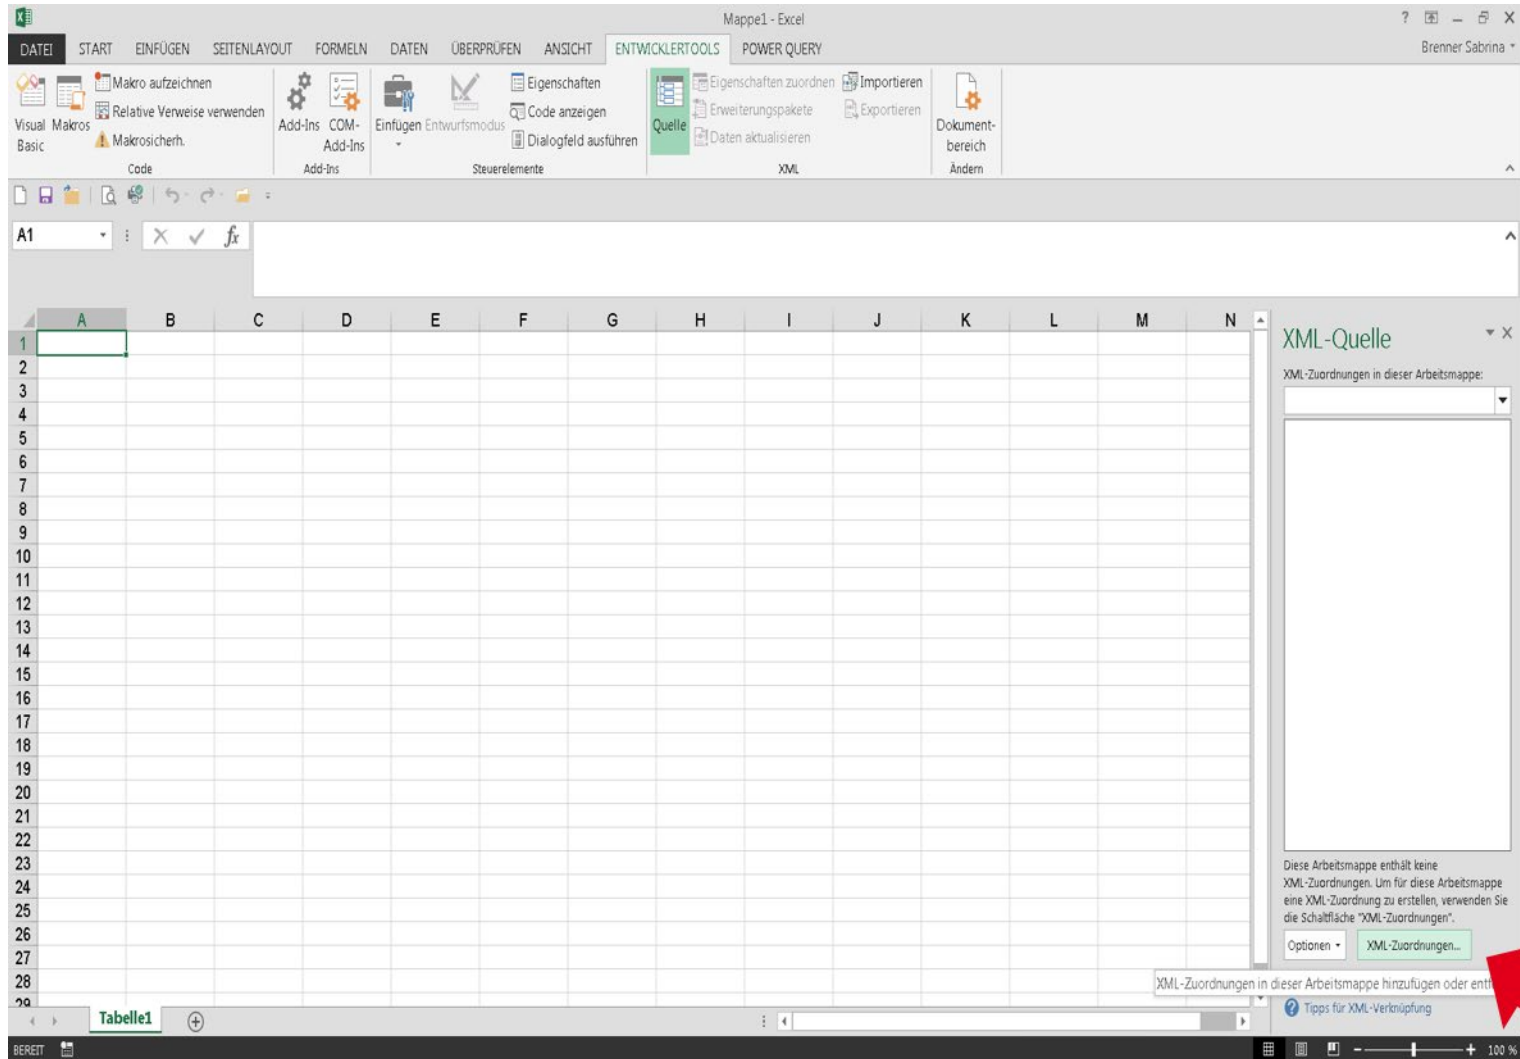 Mappe1 - Excel
?
DATEI START EINFÜGEN SEITENLAYOUT FORMELN DATEN ÜBERPRÜFEN ANSICHT ENTWICKLERTOOLS POWER QUERY Brenner Sabrina
Visual Basic
Makros
Makro aufzeichnen
Relative Verweise verwenden
Makrosicherh.
Code
Add-Ins
COM-Add-Ins
Add-Ins
Einfügen
Entwurfsmodus
Eigenschaften
Code anzeigen
Dialogfeld ausführen
Steuerelemente
Quelle
Eigenschaften zuordnen
Erweiterungspakete
Daten aktualisieren
Importieren
Exportieren
XML
Dokument-
bereich
Ändern
A1
fx
A B C D E F G H I J K L M N
1
2
3
4
5
6
7
8
9
10
11
12
13
14
15
16
17
18
19
20
21
22
23
24
25
26
27
28
29
XML-Quelle
XML-Zuordnungen in dieser Arbeitsmappe:
Diese Arbeitsmappe enthält keine
XML-Zuordnungen. Um für diese Arbeitsmappe
eine XML-Zuordnung zu erstellen, verwenden Sie
die Schaltfläche "XML-Zuordnungen".
Optionen XML-Zuordnungen...
XML-Zuordnungen in dieser Arbeitsmappe hinzufügen oder
Tipps für XML-Verknüpfung
Tabelle1
BEREIT
100 %